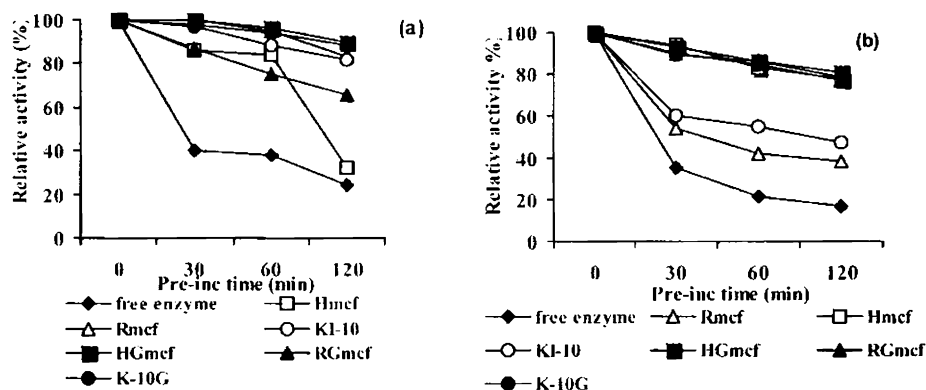 (a)
Relative activity (%)
100
80
60
40
20
0
0 30 60 120
Pre-inc time (min)
free enzyme Hmcf
Rmcf KI-10
HGmcf RGmcf
K-10G
(b)
Relative activity %)
100
80
60
40
20
0
0 30 60 120
Pre-inc time (min)
free enzyme Rmcf Hmcf
KI-10 HGmcf RGmcf
K-10G